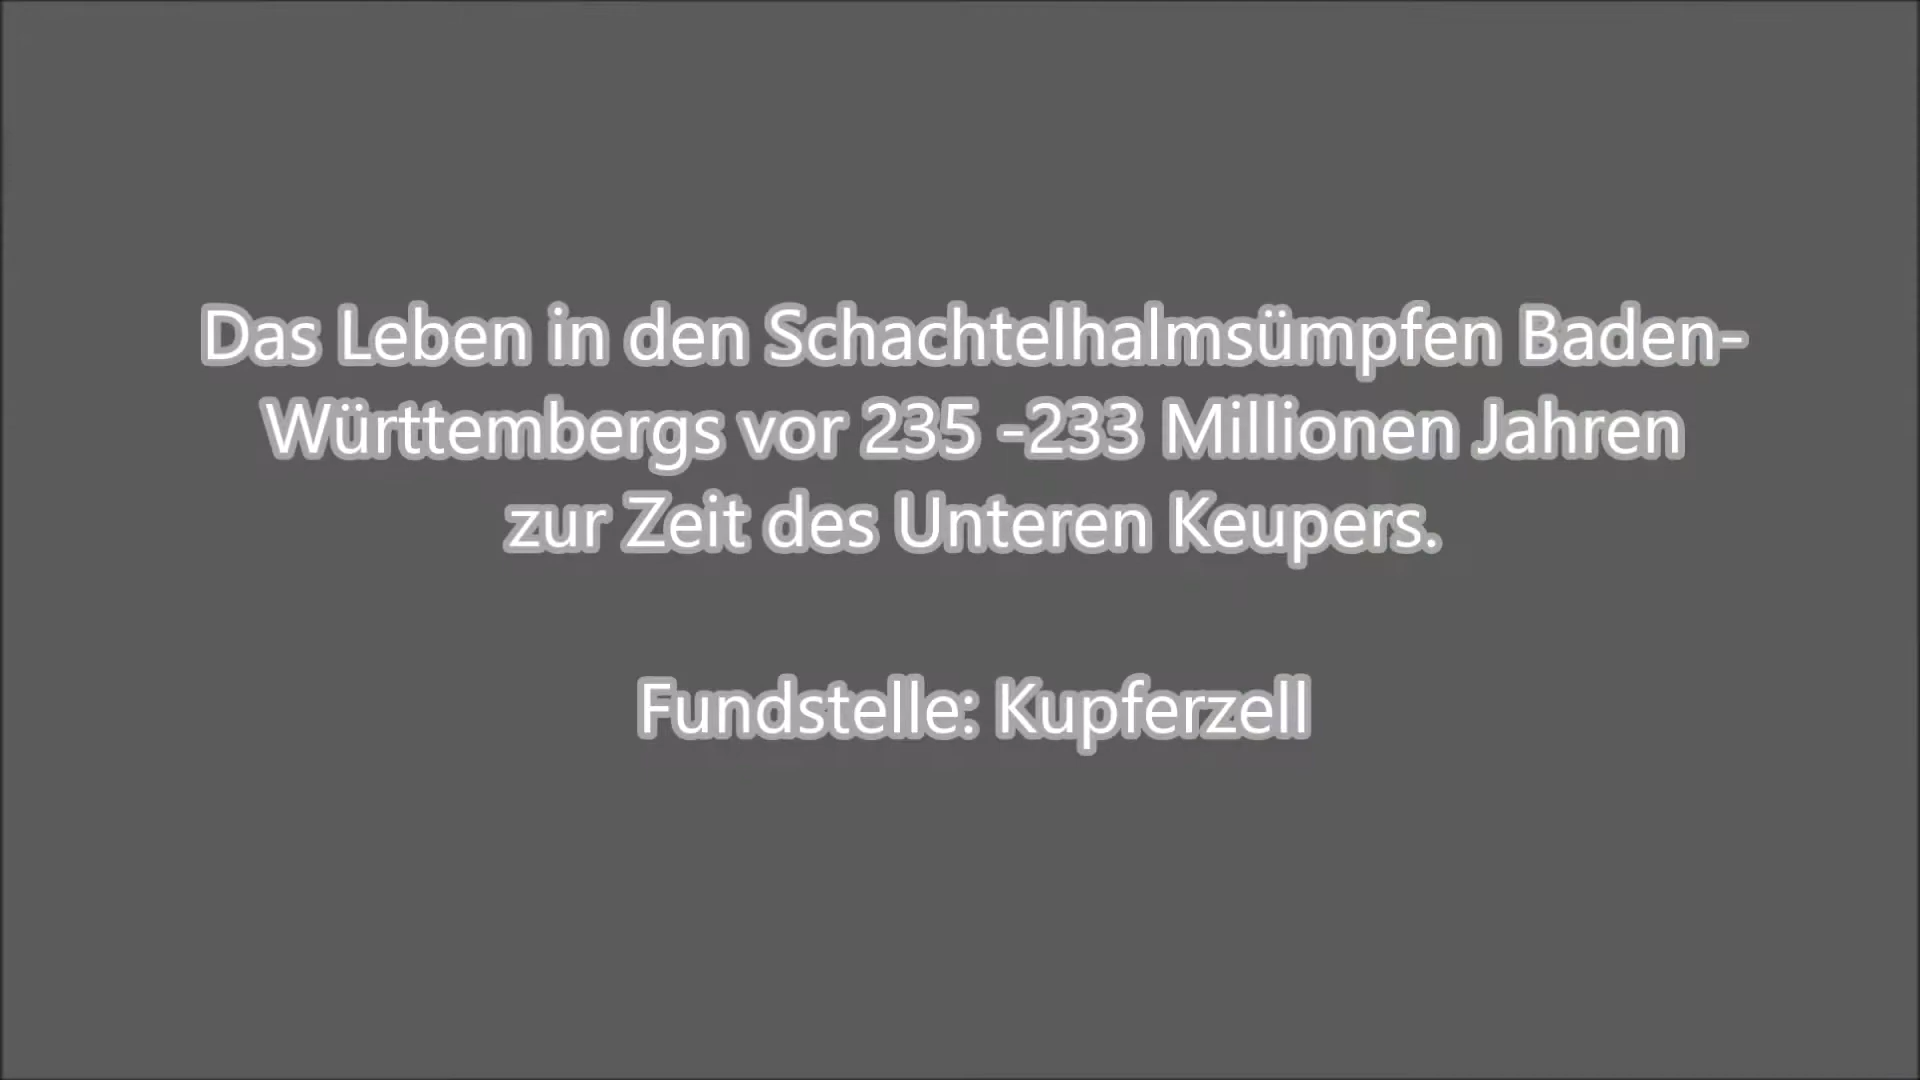 Das Leben in den Schachtelhalmsümpfen Baden-
Württembergs vor 235 -233 Millionen Jahren
zur Zeit des Unteren Keupers.
Fundstelle: Kupferzell